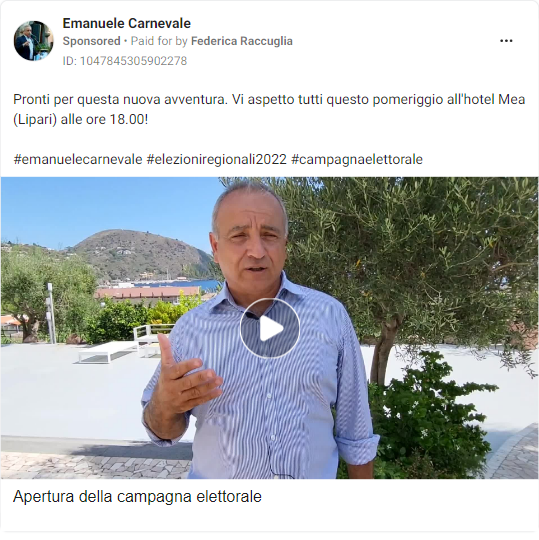 Emanuele Carnevale
Sponsored • Paid for by Federica Raccuglia
ID: 1047845305902278
Pronti per questa nuova avventura. Vi aspetto tutti questo pomeriggio all'hotel Mea
(Lipari) alle ore 18.00!
#emanuelecarnevale #elezioniregionali2022 #campagnaelettorale
Apertura della campagna elettorale